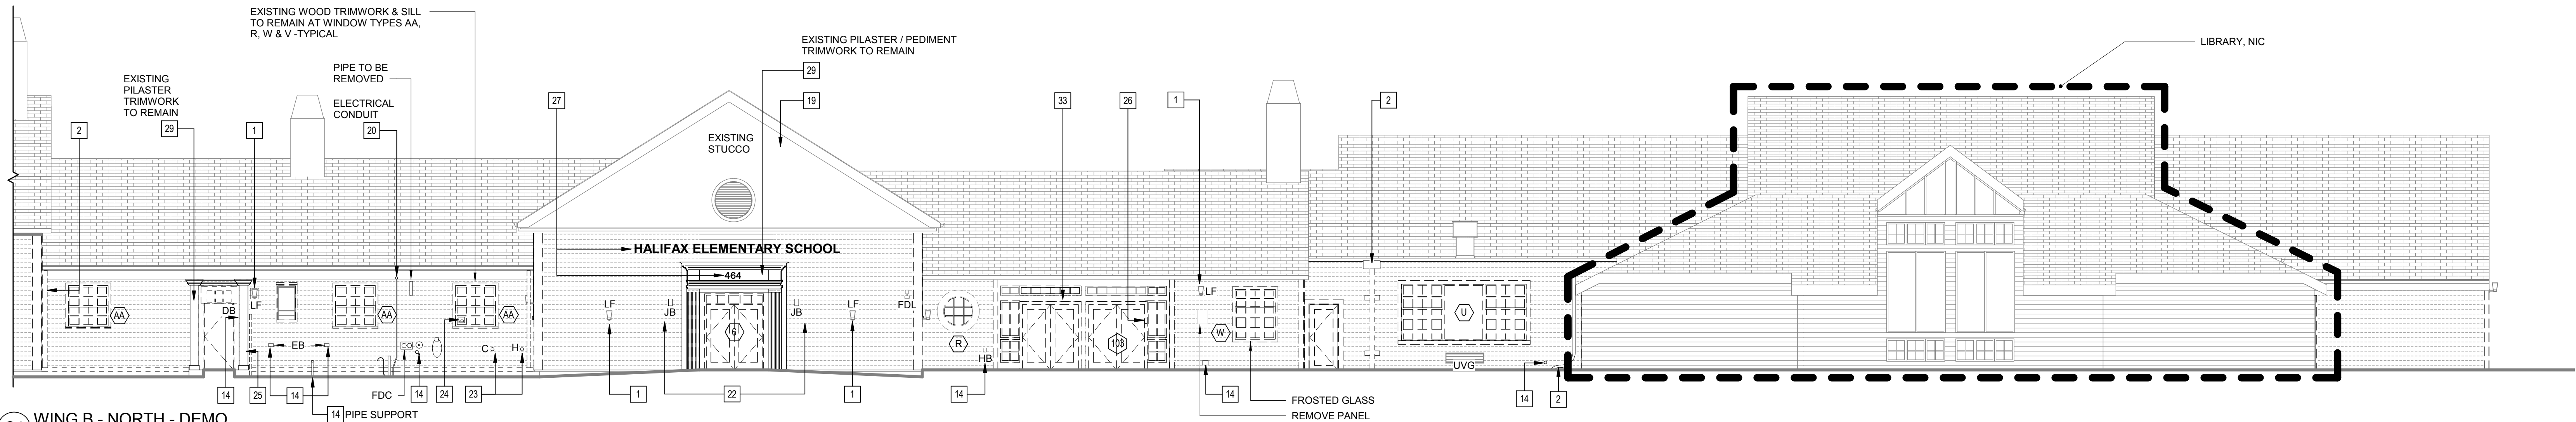 EXISTING WOOD TRIMWORK & SILL
TO REMAIN AT WINDOW TYPES AA,
R, W & V -TYPICAL
EXISTING PILASTER / PEDIMENT
TRIMWORK TO REMAIN
LIBRARY, NIC
PIPE TO BE
REMOVED
EXISTING
PILASTER
TRIMWORK
TO REMAIN
29
ELECTRICAL
CONDUIT
27
19
33
26
1
2
2
29
1
20
EXISTING
STUCCO
HALIFAX ELEMENTARY SCHOOL
464
LF
LF
JB
JB
LF
FDL
LF
DB
AA
AA
AA
6
R
103
W
U
EB
C
H
HB
UVG
14
25
14
FDC
14
24
23
1
22
1
14
14
14
2
14 PIPE SUPPORT
FROSTED GLASS
REMOVE PANEL
WING B - NORTH - DEMO